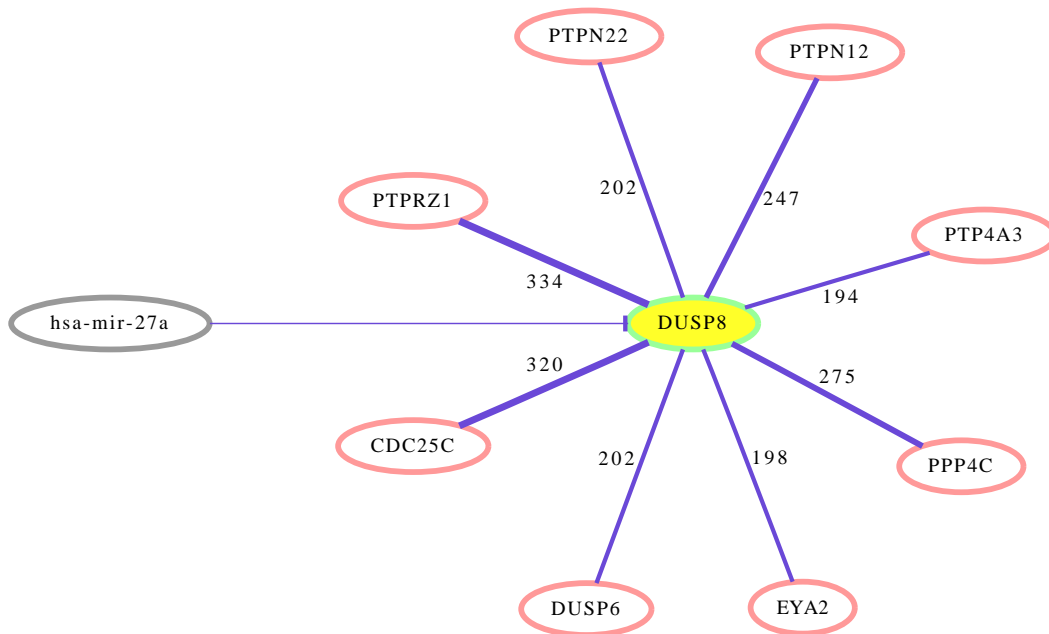 PTPN22
PTPN12
202
247
PTPRZ1
PTP4A3
334
194
hsa-mir-27a
DUSP8
320
275
CDC25C
PPP4C
202
198
DUSP6
EYA2